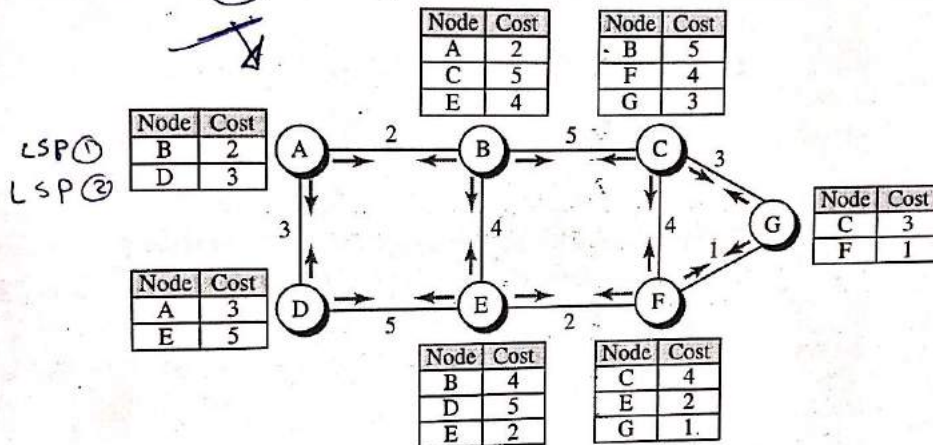 Node Cost
A 2
C 5
E 4
Node Cost
B 5
F 4
G 3
LSP ①
LSP ②
Node Cost
B 2
D 3
A 2 B 5 C 3
3 4 4 1 G
Node Cost
C 3
F 1
Node Cost
A 3
E 5
D 5 E 2 F
Node Cost
B 4
D 5
E 2
Node Cost
C 4
E 2
G 1